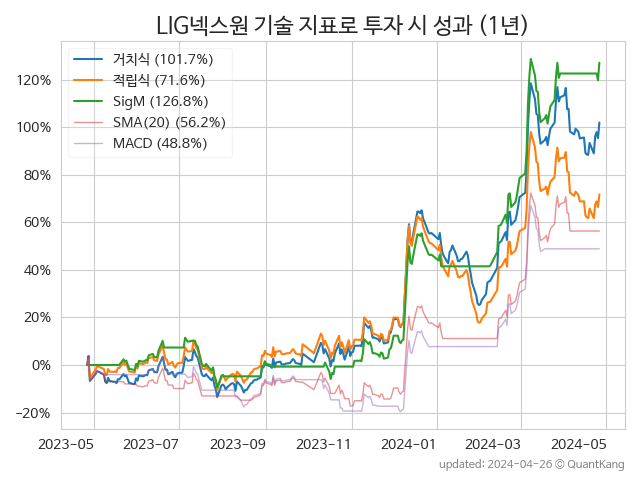 LIG넥스원 기술 지표로 투자 시 성과 (1년)
거치식 (101.7%)
적립식 (71.6%)
SigM (126.8%)
SMA(20) (56.2%)
MACD (48.8%)
120%
100%
80%
60%
40%
20%
0%
−20%
2023-05 2023-07 2023-09 2023-11 2024-01 2024-03 2024-05
updated: 2024-04-26 © QuantKang